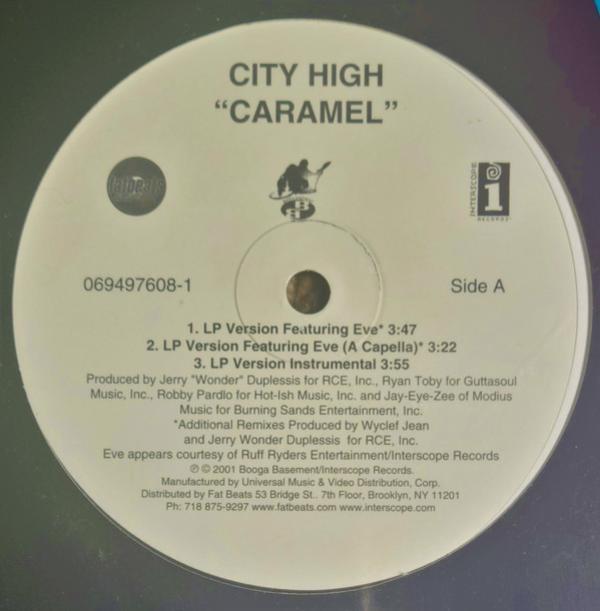 CITY HIGH
"CARAMEL"
fatbeats
INTERSCOPE
RECORDS
069497608-1
Side A
1. LP Version Featuring Eve* 3:47
2. LP Version Featuring Eve (A Capella)* 3:22
3. LP Version Instrumental 3:55
Produced by Jerry "Wonder" Duplessis for RCE, Inc., Ryan Toby for Guttasoul
Music, Inc., Robby Pardlo for Hot-Ish Music, Inc. and Jay-Eye-Zee of Modius
Music for Burning Sands Entertainment, Inc.
*Additional Remixes Produced by Wyclef Jean
and Jerry Wonder Duplessis for RCE, Inc.
Eve appears courtesy of Ruff Ryders Entertainment/Interscope Records
℗ © 2001 Booga Basement/Interscope Records.
Manufactured by Universal Music & Video Distribution, Corp.
Distributed by Fat Beats 53 Bridge St.. 7th Floor, Brooklyn, NY 11201
Ph: 718 875-9297 www.fatbeats.com www.interscope.com